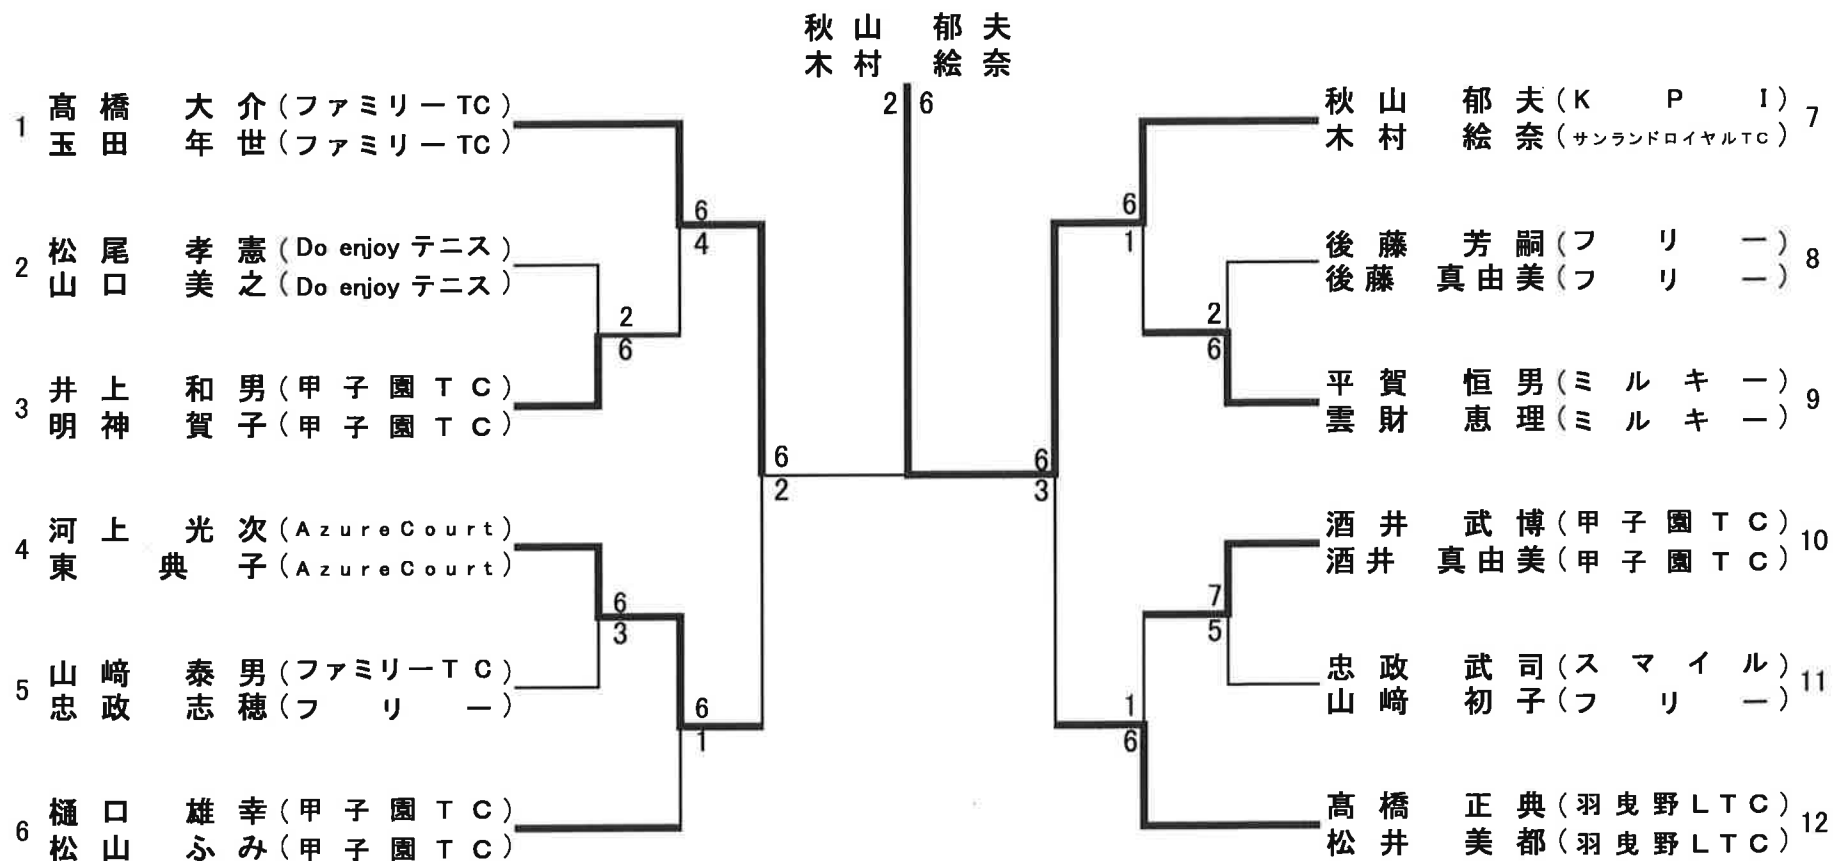 秋山 郁夫
木村 絵奈
2 6
1 髙橋 大介 (ファミリーTC)
玉田 年世 (ファミリーTC)
6
4
2 松尾 孝憲 (Do enjoy テニス)
山口 美之 (Do enjoy テニス)
2
6
3 井上 和男 (甲子園TC)
明神 賀子 (甲子園TC)
6
2
4 河上 光次 (AzureCourt)
東 典子 (AzureCourt)
6
3
5 山﨑 泰男 (ファミリーTC)
忠政 志穂 (フリー)
6
1
6 樋口 雄幸 (甲子園TC)
松山 ふみ (甲子園TC)
秋山 郁夫 (KPI) 7
木村 絵奈 (サンランドロイヤルTC)
6
1
後藤 芳嗣 (フリー) 8
後藤 真由美 (フリー)
2
6
平賀 恒男 (ミルキー) 9
雲財 恵理 (ミルキー)
6
3
酒井 武博 (甲子園TC) 10
酒井 真由美 (甲子園TC)
7
5
忠政 武司 (スマイル) 11
山﨑 初子 (フリー)
1
6
髙橋 正典 (羽曳野LTC) 12
松井 美都 (羽曳野LTC)